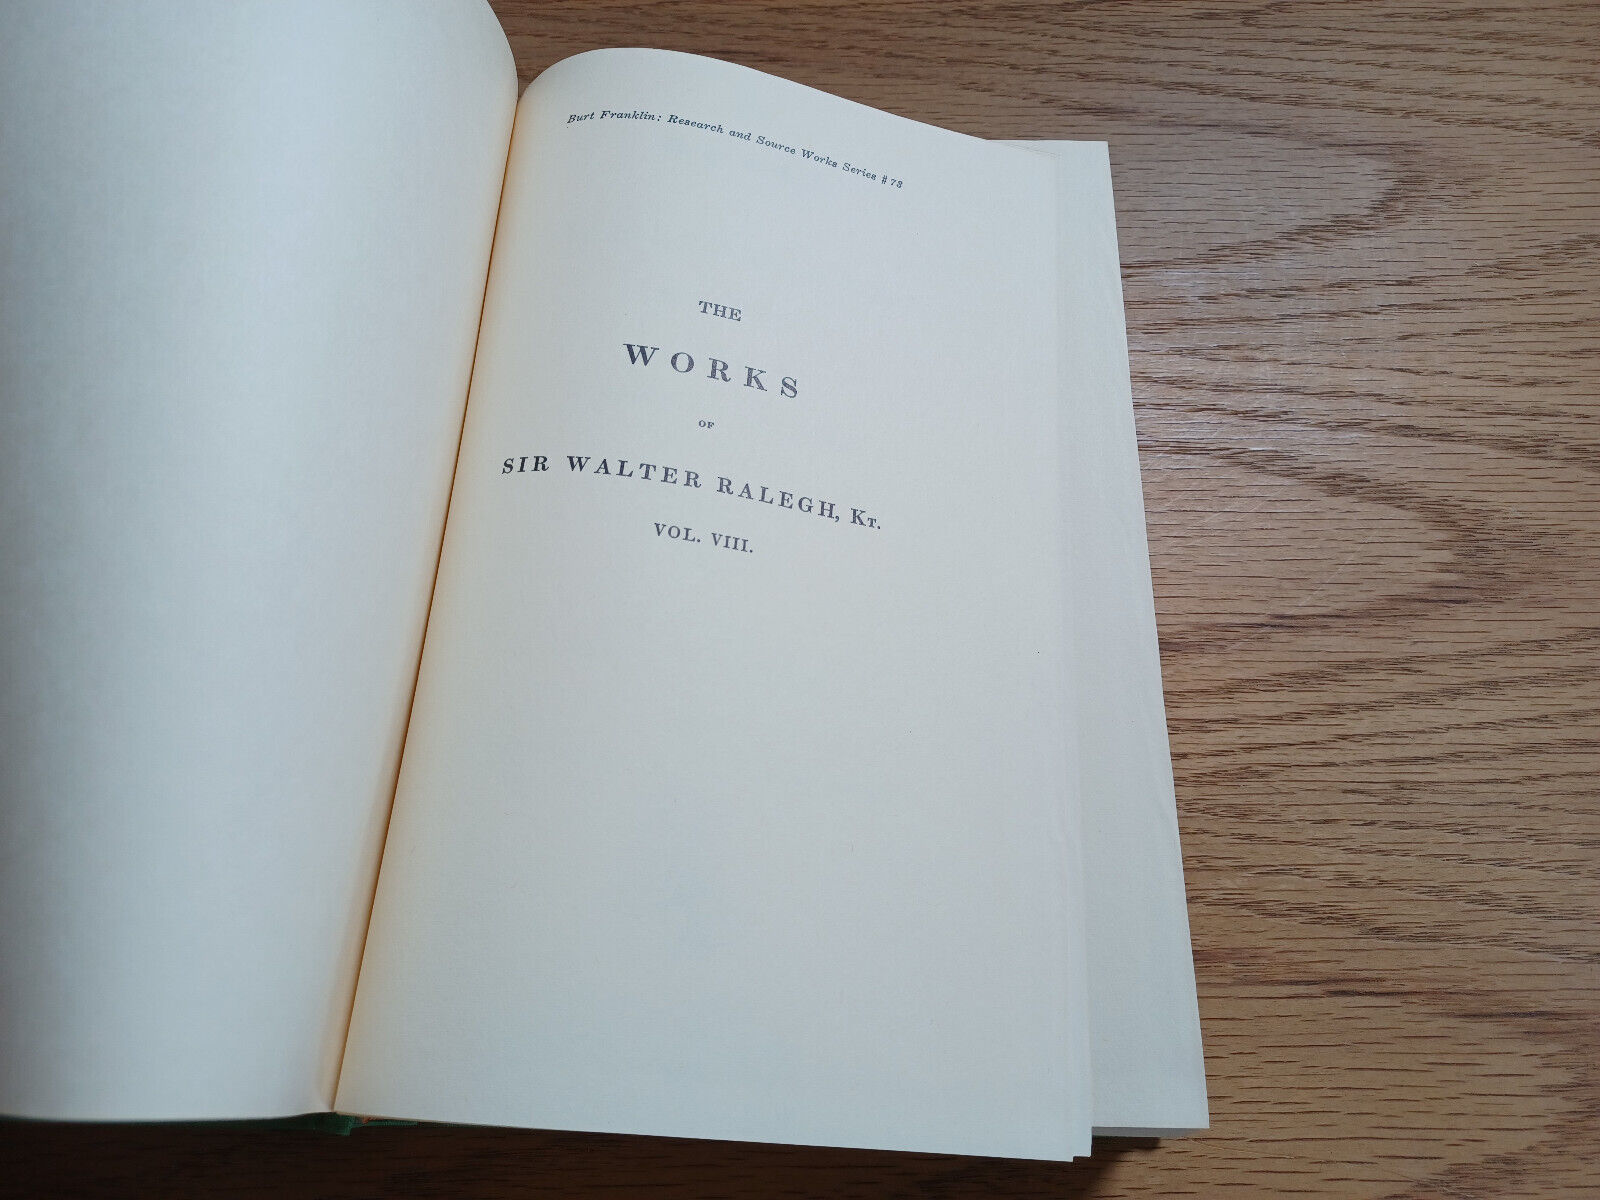 Burt Franklin: Research and Source Works Series #73
THE
WORKS
OF
SIR WALTER RALEGH, KT.
VOL. VIII.